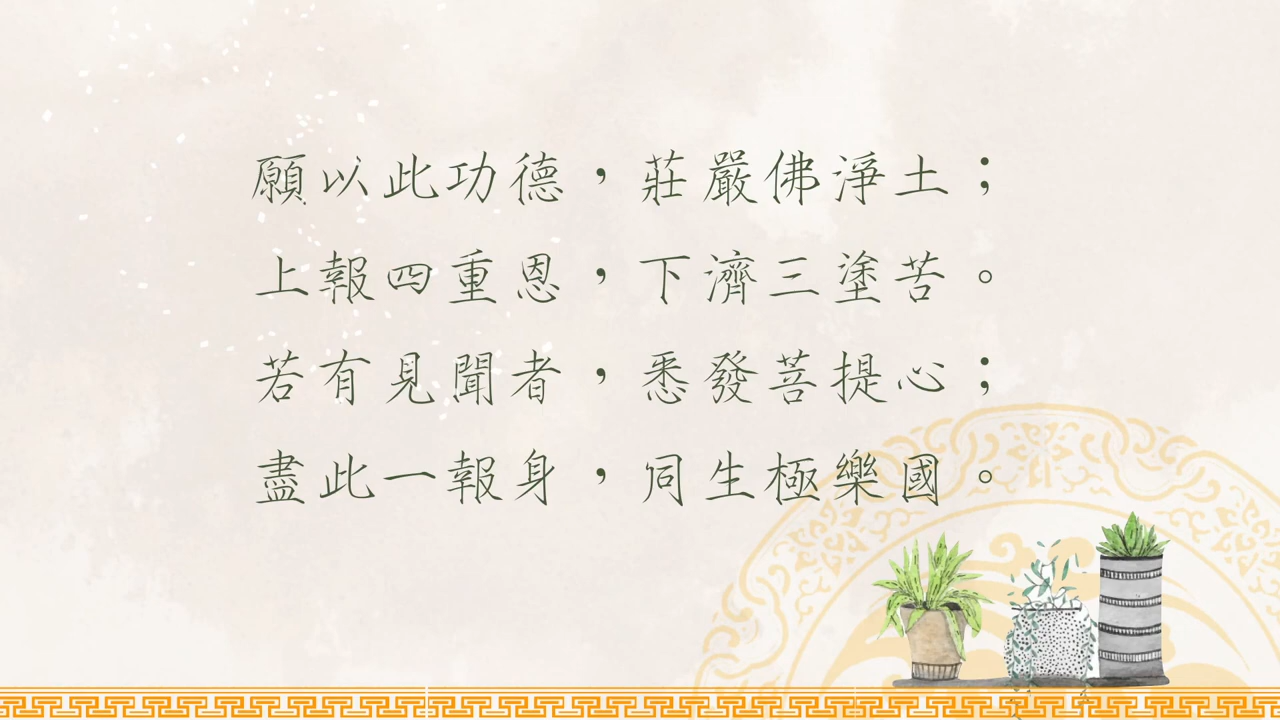 願以此功德，莊嚴佛淨土；
上報四重恩，下濟三塗苦。
若有見聞者，悉發菩提心；
盡此一報身，同生極樂國。